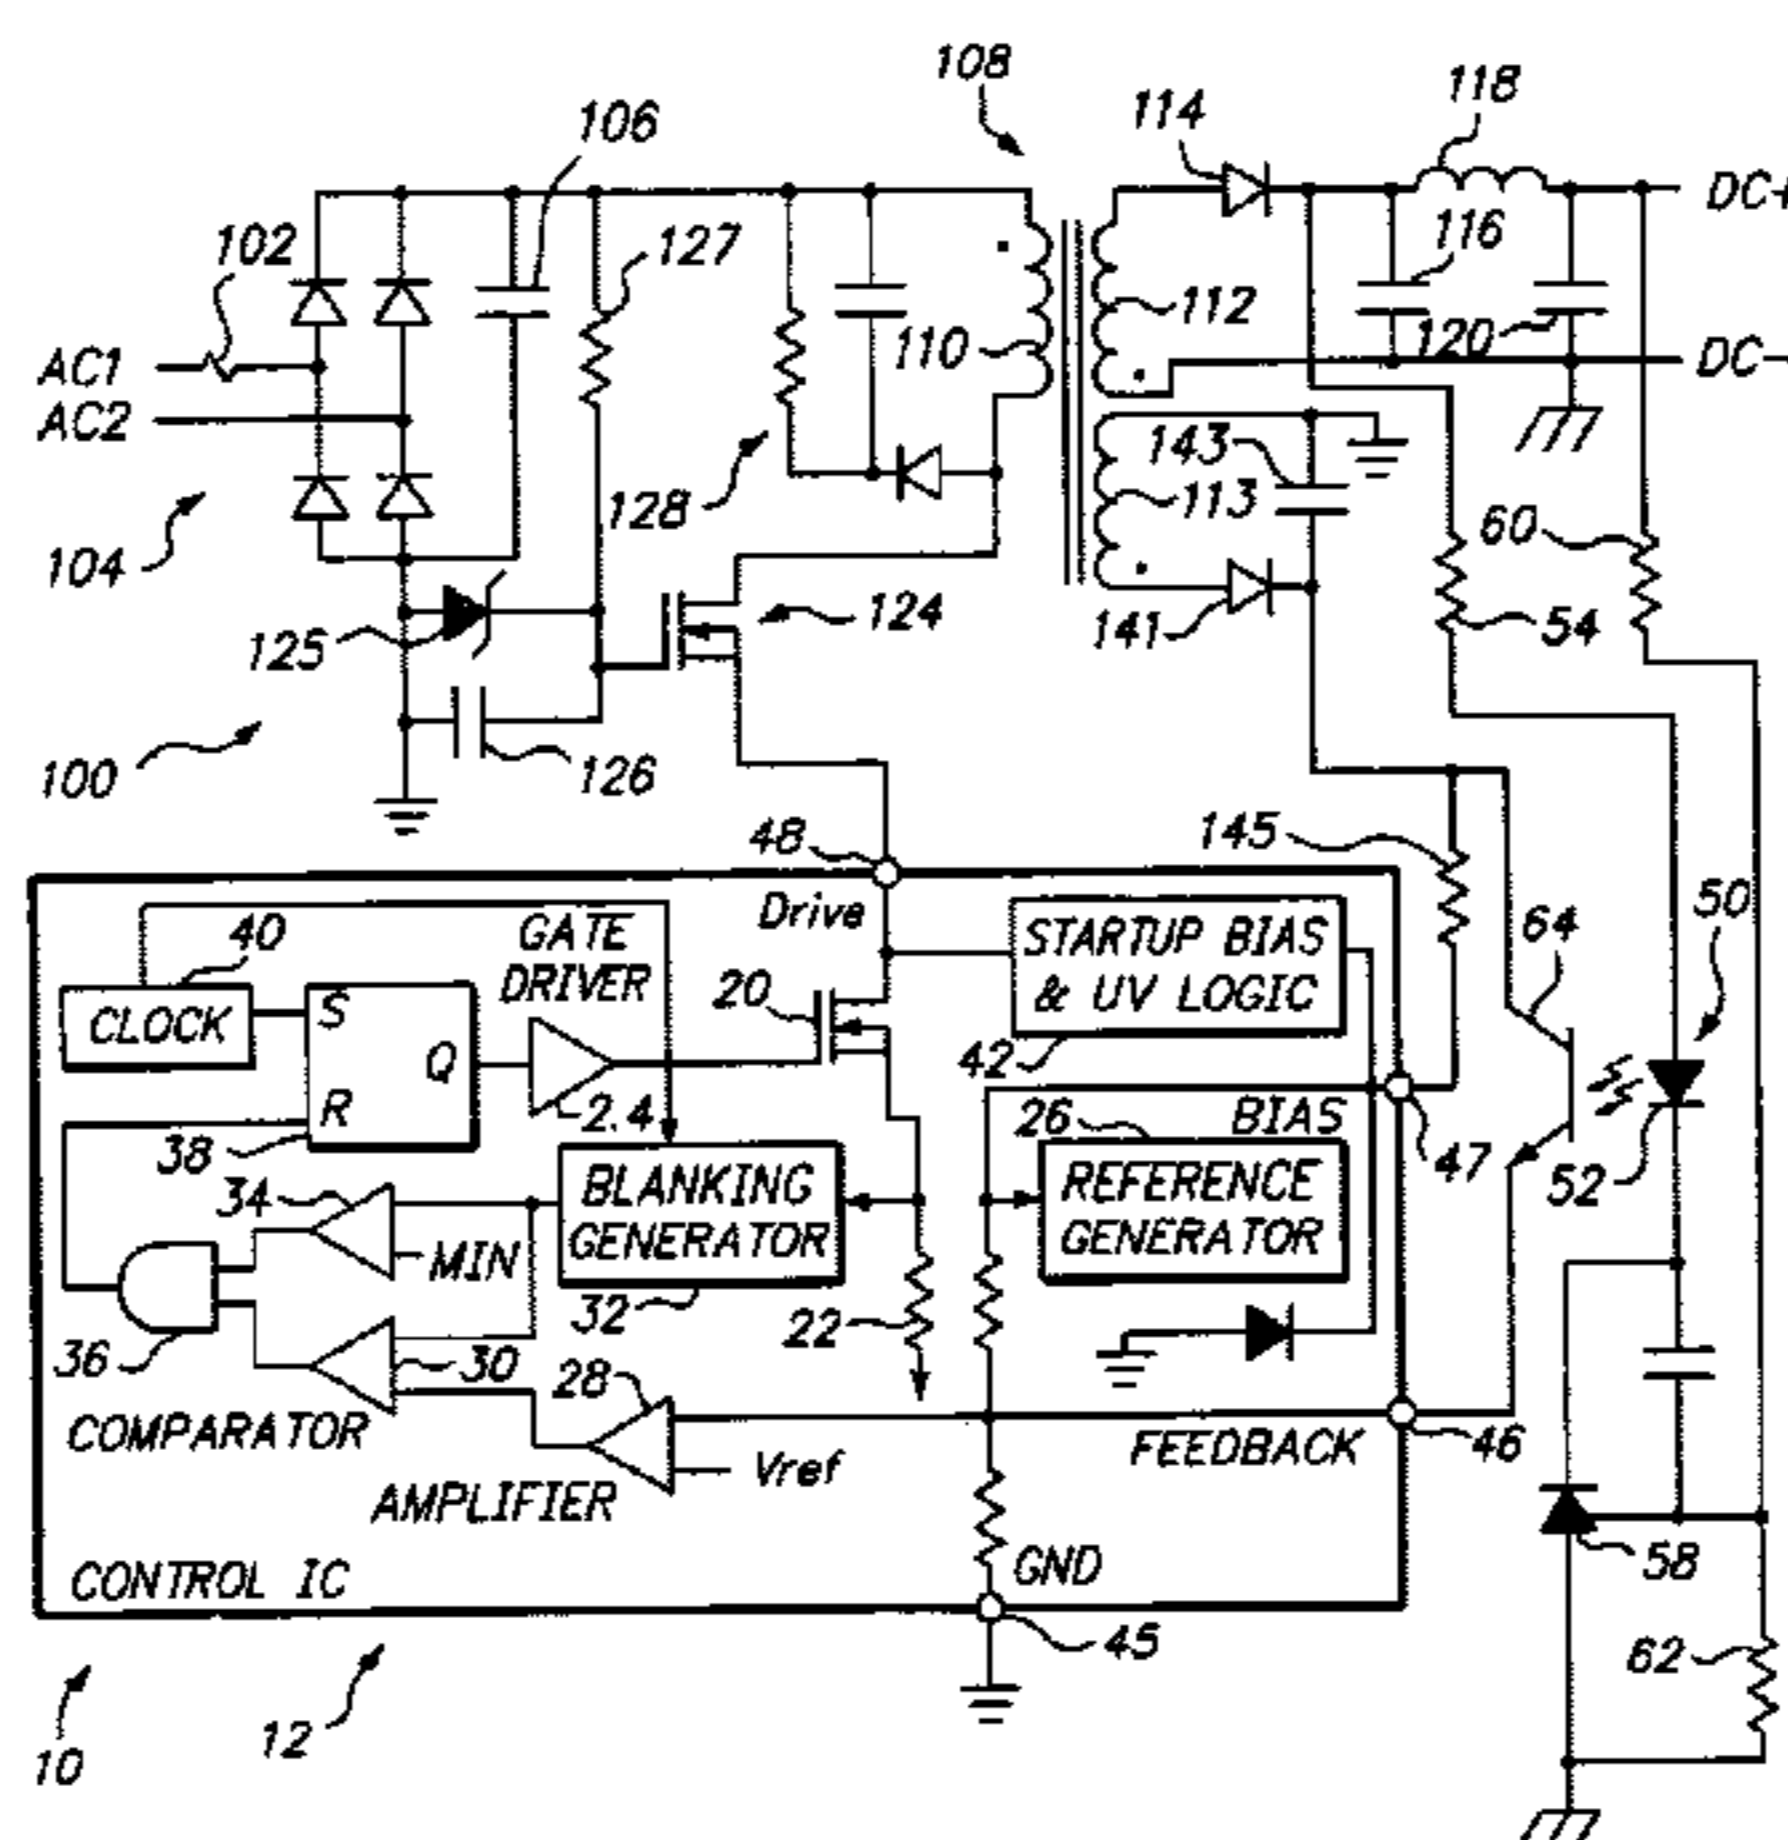 108
118
114
106
DC+
102
127
116
112
120
110
DC-
AC1
AC2
143
128
113
60
104
124
141
54
125
100
126
48
145
50
Drive
40
GATE
DRIVER
64
STARTUP BIAS
& UV LOGIC
20
CLOCK
S
Q
42
R
2.4
26
BIAS
38
47
52
34
BLANKING
GENERATOR
REFERENCE
GENERATOR
MIN
32
22
36
30
28
COMPARATOR
FEEDBACK
46
Vref
AMPLIFIER
58
CONTROL IC
GND
45
62
12
10